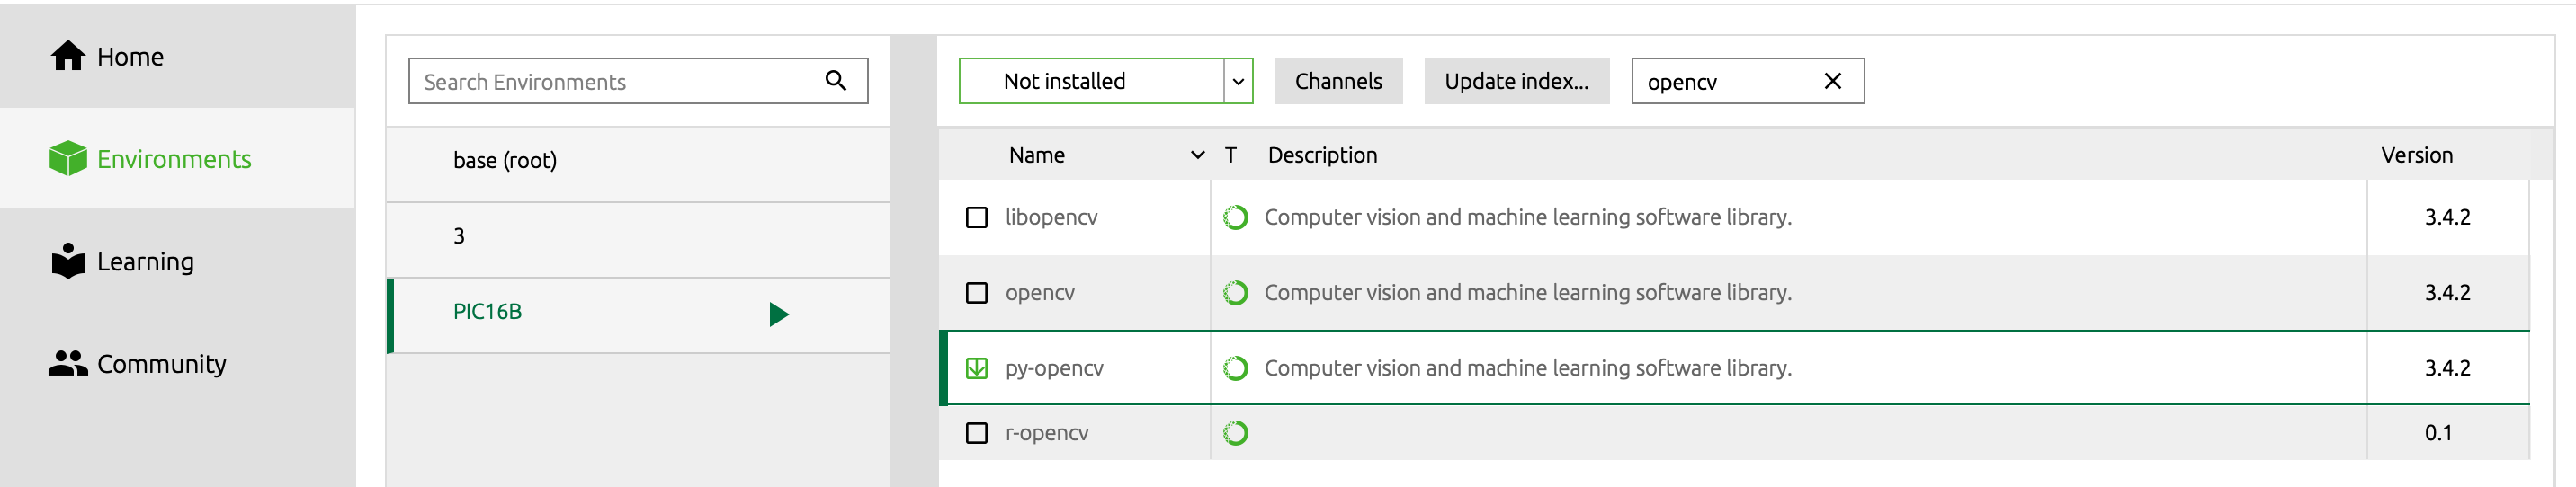 Home
Environments
Learning
Community
Search Environments
base (root)
3
PIC16B
Not installed Channels Update index... opencv
Name T Description Version
libopencv Computer vision and machine learning software library. 3.4.2
opencv Computer vision and machine learning software library. 3.4.2
py-opencv Computer vision and machine learning software library. 3.4.2
r-opencv 0.1